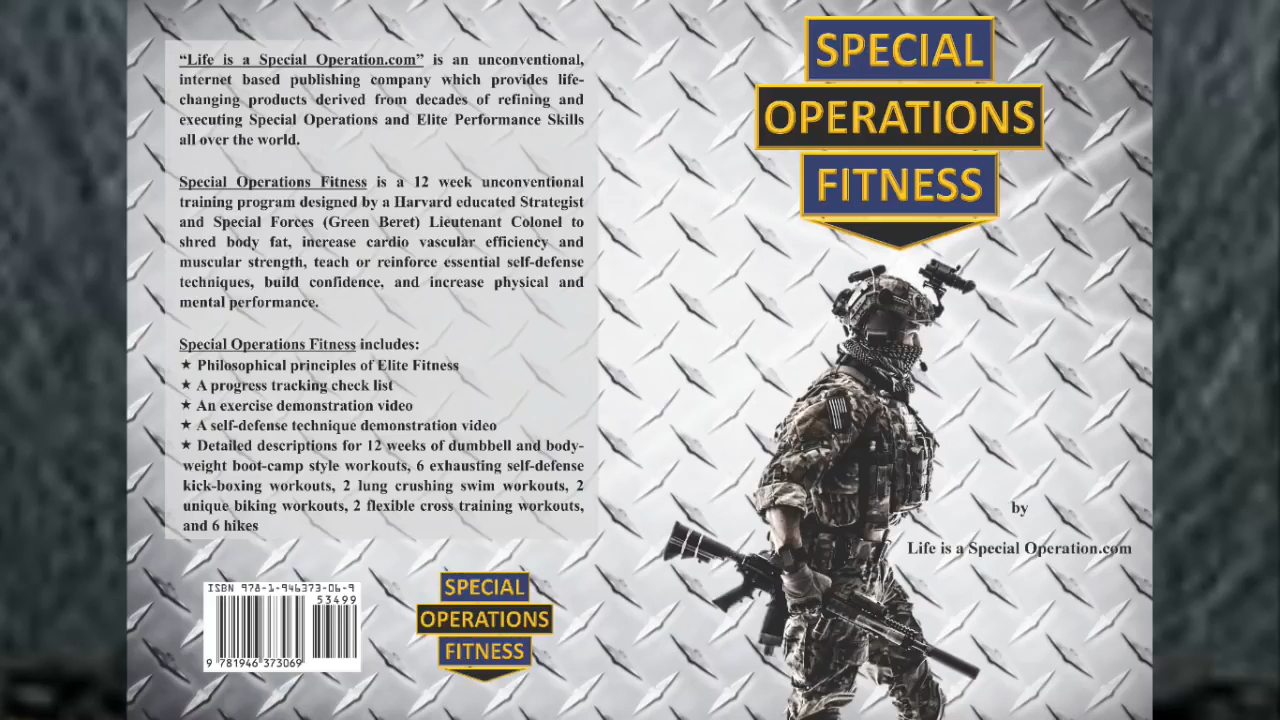 “Life is a Special Operation.com” is an unconventional,
internet based publishing company which provides life-
changing products derived from decades of refining and
executing Special Operations and Elite Performance Skills
all over the world.
Special Operations Fitness is a 12 week unconventional
training program designed by a Harvard educated Strategist
and Special Forces (Green Beret) Lieutenant Colonel to
shred body fat, increase cardio vascular efficiency and
muscular strength, teach or reinforce essential self-defense
techniques, build confidence, and increase physical and
mental performance.
Special Operations Fitness includes:
★ Philosophical principles of Elite Fitness
★ A progress tracking check list
★ An exercise demonstration video
★ A self-defense technique demonstration video
★ Detailed descriptions for 12 weeks of dumbbell and body-
weight boot-camp style workouts, 6 exhausting self-defense
kick-boxing workouts, 2 lung crushing swim workouts, 2
unique biking workouts, 2 flexible cross training workouts,
and 6 hikes
ISBN 978-1-946373-06-9
53499
9 781946 373069
SPECIAL
OPERATIONS
FITNESS
SPECIAL
OPERATIONS
FITNESS
by
Life is a Special Operation.com